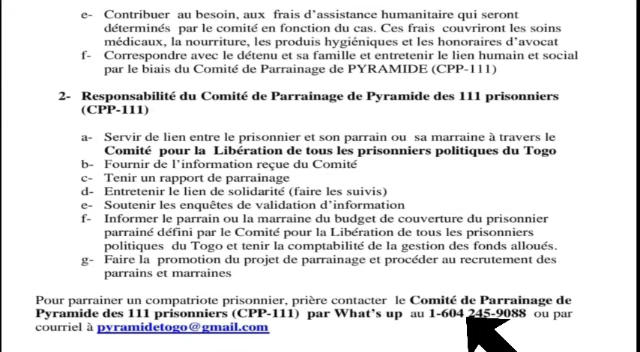 e- Contribuer au besoin, aux frais d'assistance humanitaire qui seront
déterminés par le comité en fonction du cas. Ces frais couvriront les soins
médicaux, la nourriture, les produis hygiéniques et les honoraires d'avocat
f- Correspondre avec le détenu et sa famille et entretenir le lien humain et social
par le biais du Comité de Parrainage de PYRAMIDE (CPP-111)
2- Responsabilité du Comité de Parrainage de Pyramide des 111 prisonniers
(CPP-111)
a- Servir de lien entre le prisonnier et son parrain ou sa marraine à travers le
Comité pour la Libération de tous les prisonniers politiques du Togo
b- Fournir de l'information reçue du Comité
c- Tenir un rapport de parrainage
d- Entretenir le lien de solidarité (faire les suivis)
e- Soutenir les enquêtes de validation d'information
f- Informer le parrain ou la marraine du budget de couverture du prisonnier
parrainé défini par le Comité pour la Libération de tous les prisonniers
politiques du Togo et tenir la comptabilité de la gestion des fonds alloués.
g- Faire la promotion du projet de parrainage et procéder au recrutement des
parrains et marraines
Pour parrainer un compatriote prisonnier, prière contacter le Comité de Parrainage de
Pyramide des 111 prisonniers (CPP-111) par What's up au 1-604 245-9088 ou par
courriel à pyramidetogo@gmail.com